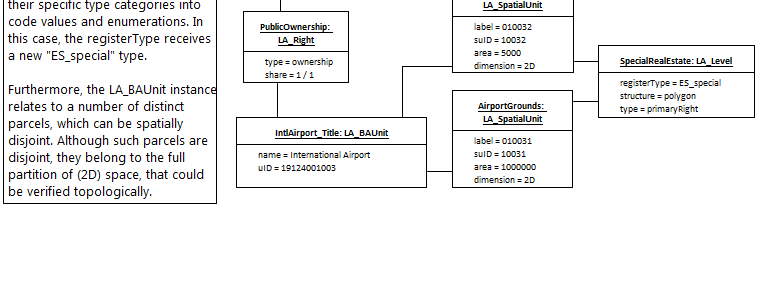 their specific type categories into
code values and enumerations. In
this case, the registerType receives
a new "ES_special" type.
Furthermore, the LA_BAUnit instance
relates to a number of distinct
parcels, which can be spatially
disjoint. Although such parcels are
disjoint, they belong to the full
partition of (2D) space, that could
be verified topologically.
PublicOwnership:
LA_Right
type = ownership
share = 1 / 1
IntlAirport_Title: LA_BAUnit
name = International Airport
uID = 19124001003
LA_SpatialUnit
label = 010032
suID = 10032
area = 5000
dimension = 2D
AirportGrounds:
LA_SpatialUnit
label = 010031
suID = 10031
area = 1000000
dimension = 2D
SpecialRealEstate: LA_Level
registerType = ES_special
structure = polygon
type = primaryRight